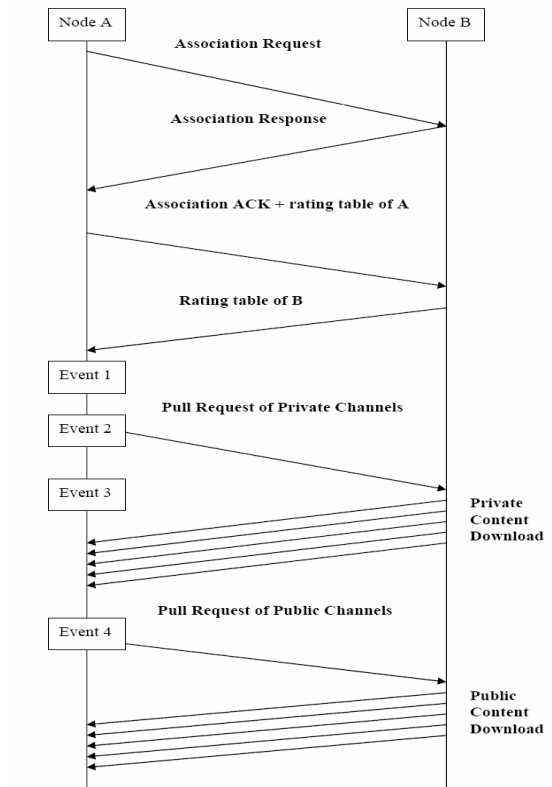 Node A
Node B
Association Request
Association Response
Association ACK + rating table of A
Rating table of B
Event 1
Pull Request of Private Channels
Event 2
Event 3
Private
Content
Download
Pull Request of Public Channels
Event 4
Public
Content
Download